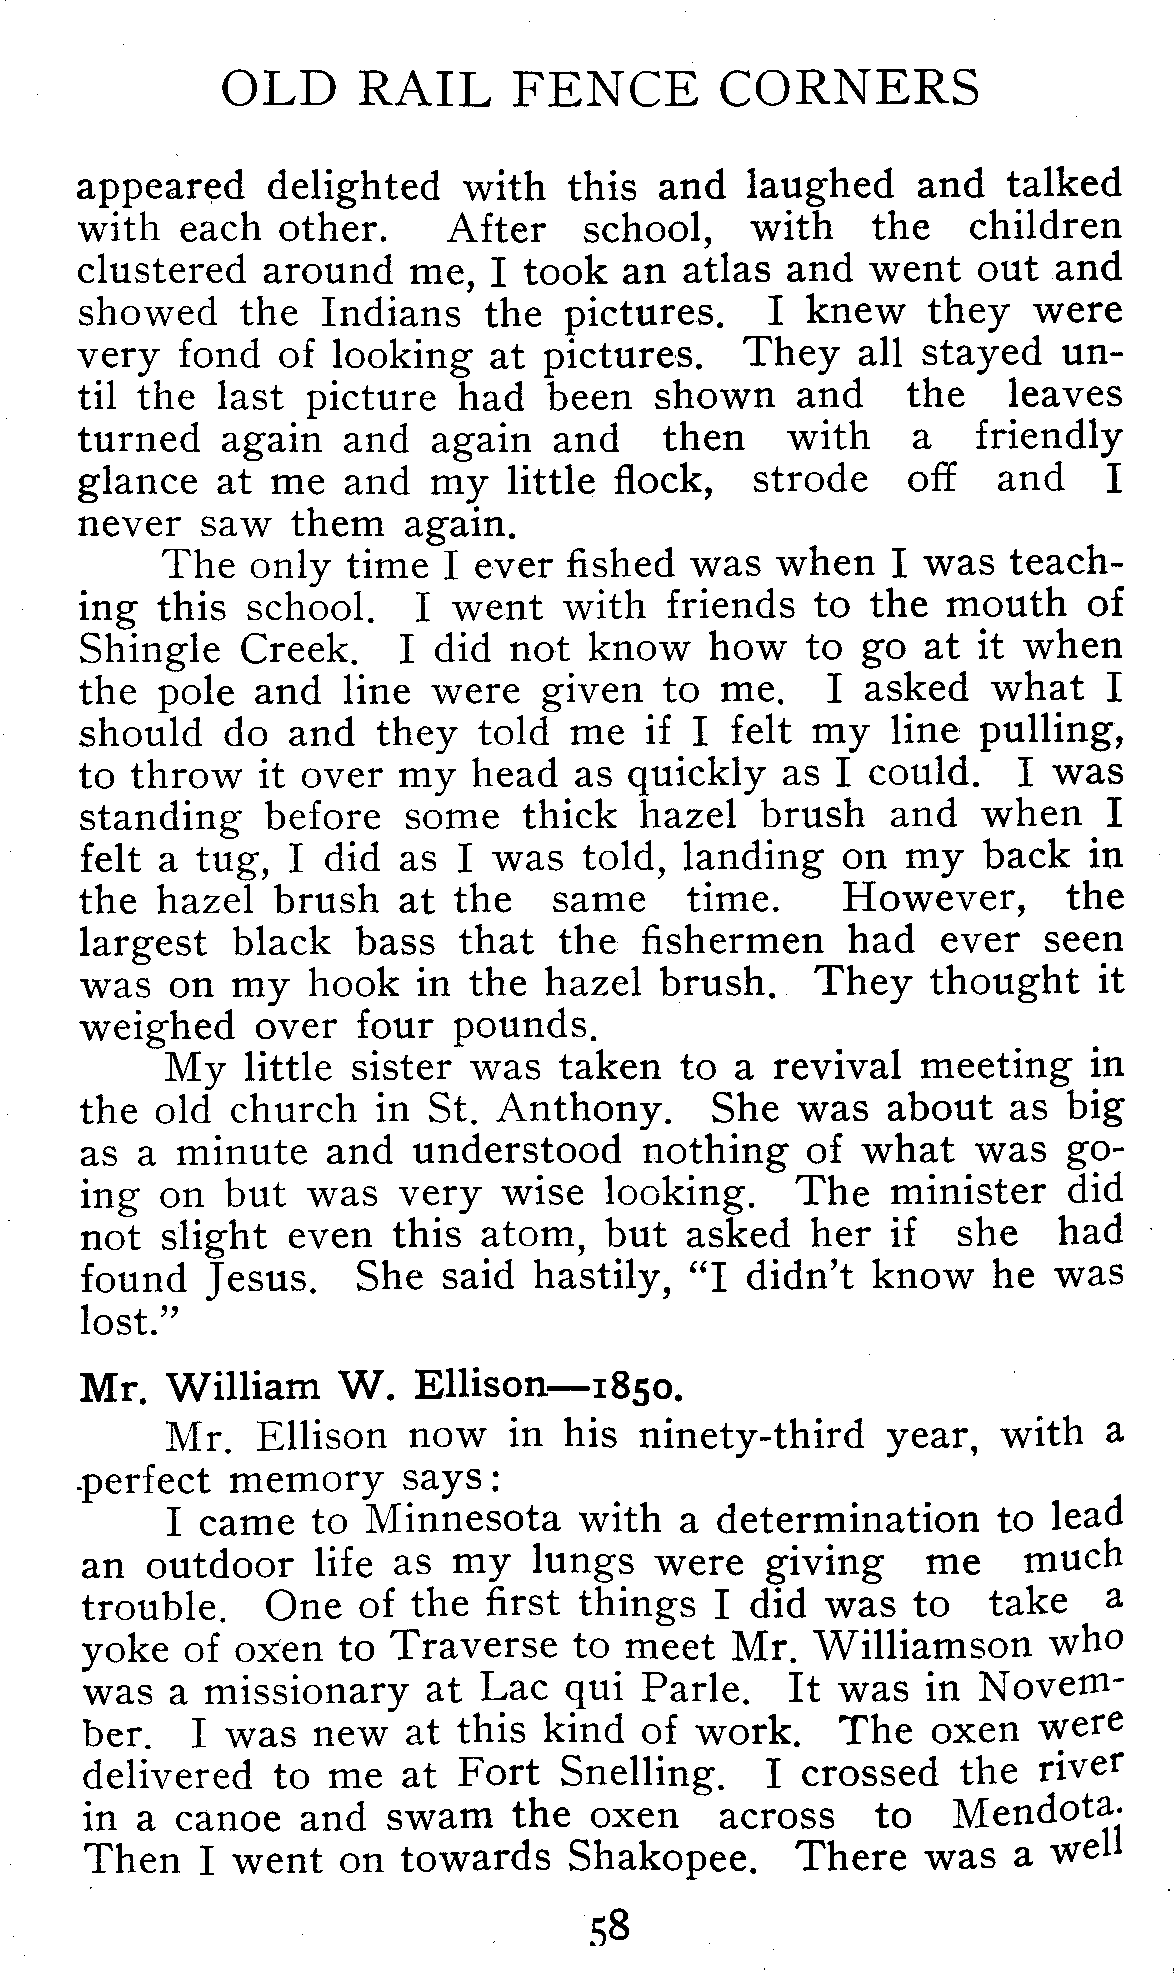 OLD RAIL FENCE CORNERS
appeared delighted with this and laughed and talked
with each other. After school, with the children
clustered around me, I took an atlas and went out and
showed the Indians the pictures. I knew they were
very fond of looking at pictures. They all stayed un-
til the last picture had been shown and the leaves
turned again and again and then with a friendly
glance at me and my little flock, strode off and I
never saw them again.
The only time I ever fished was when I was teach-
ing this school. I went with friends to the mouth of
Shingle Creek. I did not know how to go at it when
the pole and line were given to me. I asked what I
should do and they told me if I felt my line pulling,
to throw it over my head as quickly as I could. I was
standing before some thick hazel brush and when I
felt a tug, I did as I was told, landing on my back in
the hazel brush at the same time. However, the
largest black bass that the fishermen had ever seen
was on my hook in the hazel brush. They thought it
weighed over four pounds.
My little sister was taken to a revival meeting in
the old church in St. Anthony. She was about as big
as a minute and understood nothing of what was go-
ing on but was very wise looking. The minister did
not slight even this atom, but asked her if she had
found Jesus. She said hastily, “I didn’t know he was
lost.”
Mr. William W. Ellison—1850.
Mr. Ellison now in his ninety-third year, with a
perfect memory says:
I came to Minnesota with a determination to lead
an outdoor life as my lungs were giving me much
trouble. One of the first things I did was to take a
yoke of oxen to Traverse to meet Mr. Williamson who
was a missionary at Lac qui Parle. It was in Novem-
ber. I was new at this kind of work. The oxen were
delivered to me at Fort Snelling. I crossed the river
in a canoe and swam the oxen across to Mendota.
Then I went on towards Shakopee. There was a well
58